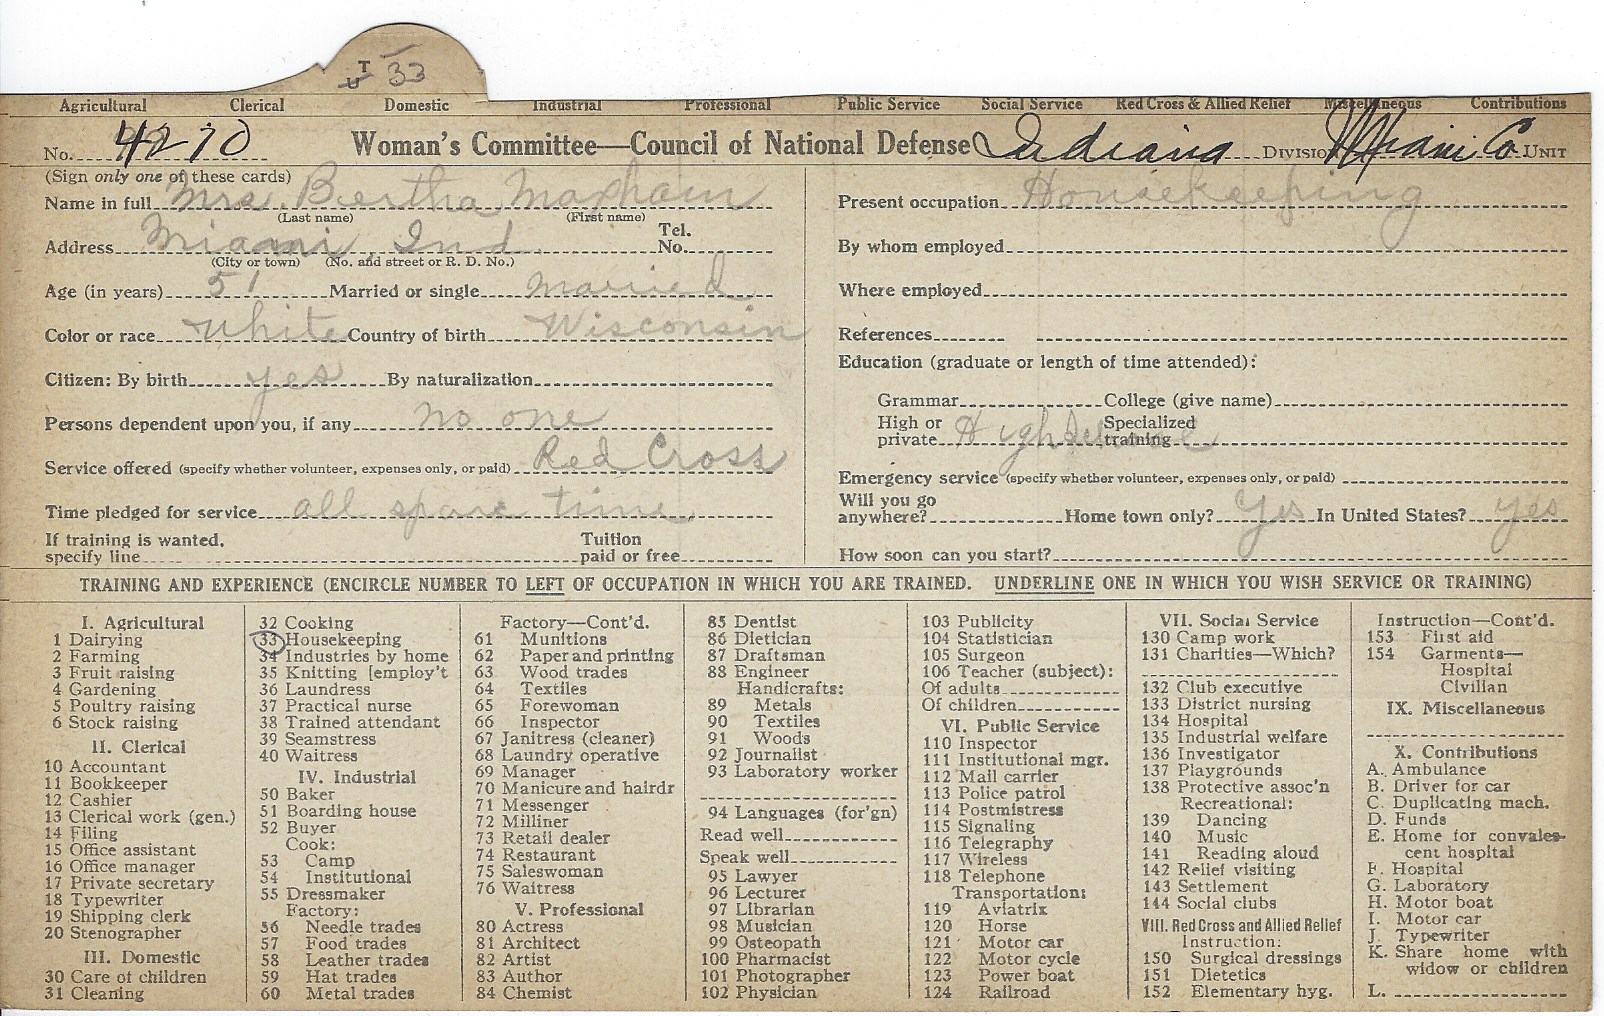 T 33
U
Agricultural Clerical Domestic Industrial Professional Public Service Social Service Red Cross & Allied Relief Miscellaneous Contributions
No. 4270 Woman's Committee—Council of National Defense Indiana Division Miami Co. Unit
(Sign only one of these cards)
Name in full Mrs. Bertha Maxham
(Last name) (First name)
Address Miami, Ind. Tel. No.
(City or town) (No. and street or R. D. No.)
Age (in years) 51 Married or single Married
Color or race White Country of birth Wisconsin
Citizen: By birth yes By naturalization
Persons dependent upon you, if any no one
Service offered (specify whether volunteer, expenses only, or paid) Red Cross
Time pledged for service all spare time
If training is wanted, specify line Tuition paid or free
Present occupation Housekeeping
By whom employed
Where employed
References
Education (graduate or length of time attended):
Grammar College (give name)
High or private High Specialized training
Emergency service (specify whether volunteer, expenses only, or paid)
Will you go anywhere? Home town only? Yes In United States? yes
How soon can you start?
TRAINING AND EXPERIENCE (ENCIRCLE NUMBER TO LEFT OF OCCUPATION IN WHICH YOU ARE TRAINED. UNDERLINE ONE IN WHICH YOU WISH SERVICE OR TRAINING)
I. Agricultural
1 Dairying
2 Farming
3 Fruit raising
4 Gardening
5 Poultry raising
6 Stock raising
II. Clerical
10 Accountant
11 Bookkeeper
12 Cashier
13 Clerical work (gen.)
14 Filing
15 Office assistant
16 Office manager
17 Private secretary
18 Typewriter
19 Shipping clerk
20 Stenographer
III. Domestic
30 Care of children
31 Cleaning
32 Cooking
33 Housekeeping
34 Industries by home
35 Knitting [employ't
36 Laundress
37 Practical nurse
38 Trained attendant
39 Seamstress
40 Waitress
IV. Industrial
50 Baker
51 Boarding house
52 Buyer
Cook:
53 Camp
54 Institutional
55 Dressmaker
Factory:
56 Needle trades
57 Food trades
58 Leather trades
59 Hat trades
60 Metal trades
Factory—Cont'd.
61 Munitions
62 Paper and printing
63 Wood trades
64 Textiles
65 Forewoman
66 Inspector
67 Janitress (cleaner)
68 Laundry operative
69 Manager
70 Manicure and hairdr
71 Messenger
72 Milliner
73 Retail dealer
74 Restaurant
75 Saleswoman
76 Waitress
V. Professional
80 Actress
81 Architect
82 Artist
83 Author
84 Chemist
85 Dentist
86 Dietician
87 Draftsman
88 Engineer
Handicrafts:
89 Metals
90 Textiles
91 Woods
92 Journalist
93 Laboratory worker
94 Languages (for'gn)
Read well
Speak well
95 Lawyer
96 Lecturer
97 Librarian
98 Musician
99 Osteopath
100 Pharmacist
101 Photographer
102 Physician
103 Publicity
104 Statistician
105 Surgeon
106 Teacher (subject):
Of adults
Of children
VI. Public Service
110 Inspector
111 Institutional mgr.
112 Mail carrier
113 Police patrol
114 Postmistress
115 Signaling
116 Telegraphy
117 Wireless
118 Telephone
Transportation:
119 Aviatrix
120 Horse
121 Motor car
122 Motor cycle
123 Power boat
124 Railroad
VII. Social Service
130 Camp work
131 Charities—Which?
132 Club executive
133 District nursing
134 Hospital
135 Industrial welfare
136 Investigator
137 Playgrounds
138 Protective assoc'n
Recreational:
139 Dancing
140 Music
141 Reading aloud
142 Relief visiting
143 Settlement
144 Social clubs
VIII. Red Cross and Allied Relief
Instruction:
150 Surgical dressings
151 Dietetics
152 Elementary hyg.
Instruction—Cont'd.
153 First aid
154 Garments—
Hospital
Civilian
IX. Miscellaneous
X. Contributions
A. Ambulance
B. Driver for car
C. Duplicating mach.
D. Funds
E. Home for convales-
cent hospital
F. Hospital
G. Laboratory
H. Motor boat
I. Motor car
J. Typewriter
K. Share home with
widow or children
L.